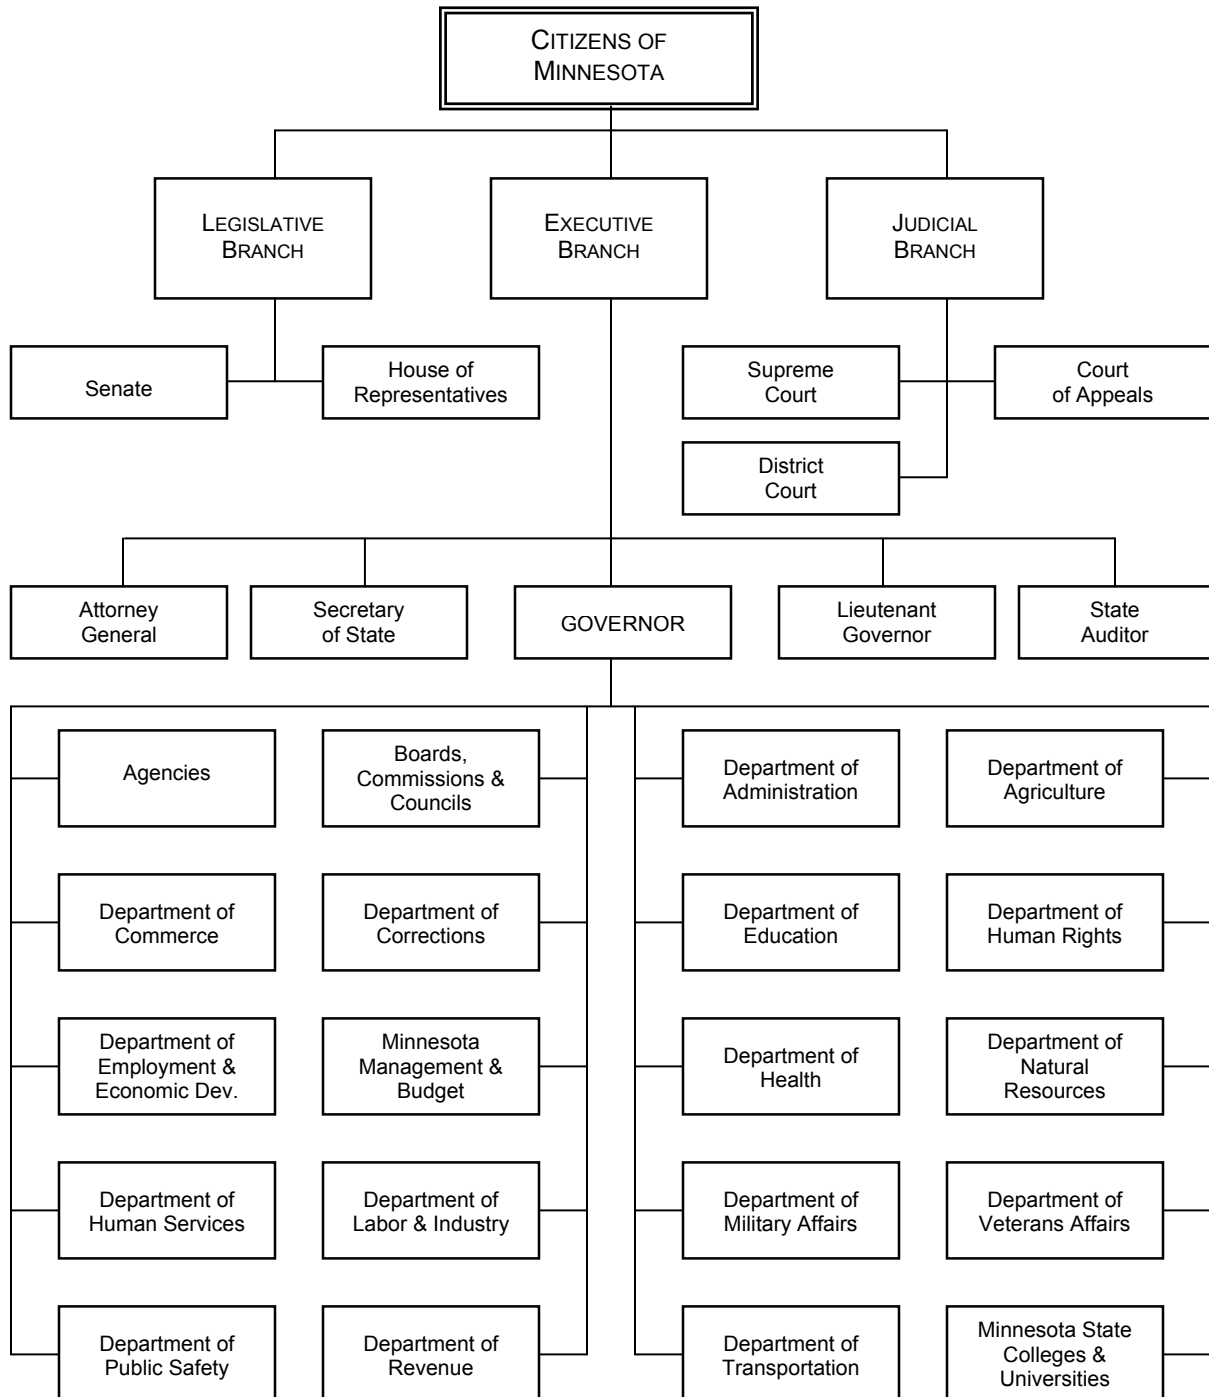 CITIZENS OF
MINNESOTA
LEGISLATIVE
BRANCH
EXECUTIVE
BRANCH
JUDICIAL
BRANCH
Senate
House of
Representatives
Supreme
Court
Court
of Appeals
District
Court
Attorney
General
Secretary
of State
GOVERNOR
Lieutenant
Governor
State
Auditor
Agencies
Boards,
Commissions &
Councils
Department of
Administration
Department of
Agriculture
Department of
Commerce
Department of
Corrections
Department of
Education
Department of
Human Rights
Department of
Employment &
Economic Dev.
Minnesota
Management &
Budget
Department of
Health
Department of
Natural
Resources
Department of
Human Services
Department of
Labor & Industry
Department of
Military Affairs
Department of
Veterans Affairs
Department of
Public Safety
Department of
Revenue
Department of
Transportation
Minnesota State
Colleges &
Universities